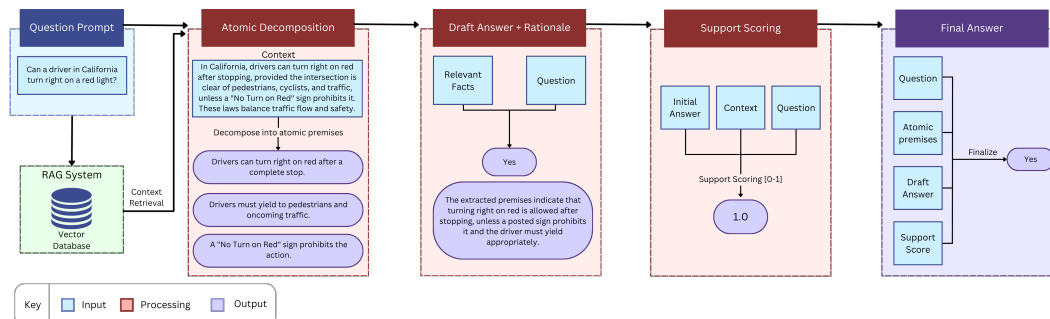 Question Prompt
Can a driver in California
turn right on a red light?
RAG System
Vector
Database
Context
Retrieval
Atomic Decomposition
Context
In California, drivers can turn right on red
after stopping, provided the intersection is
clear of pedestrians, cyclists, and traffic,
unless a "No Turn on Red" sign prohibits it.
These laws balance traffic flow and safety.
Decompose into atomic premises
Drivers can turn right on red after a
complete stop.
Drivers must yield to pedestrians and
oncoming traffic.
A "No Turn on Red" sign prohibits the
action.
Draft Answer + Rationale
Relevant
Facts
Question
Yes
The extracted premises indicate that
turning right on red is allowed after
stopping, unless a posted sign prohibits
it and the driver must yield
appropriately.
Support Scoring
Initial
Answer
Context
Question
Support Scoring [0-1]
1.0
Final Answer
Question
Atomic
premises
Draft
Answer
Support
Score
Finalize
Yes
Key
Input
Processing
Output